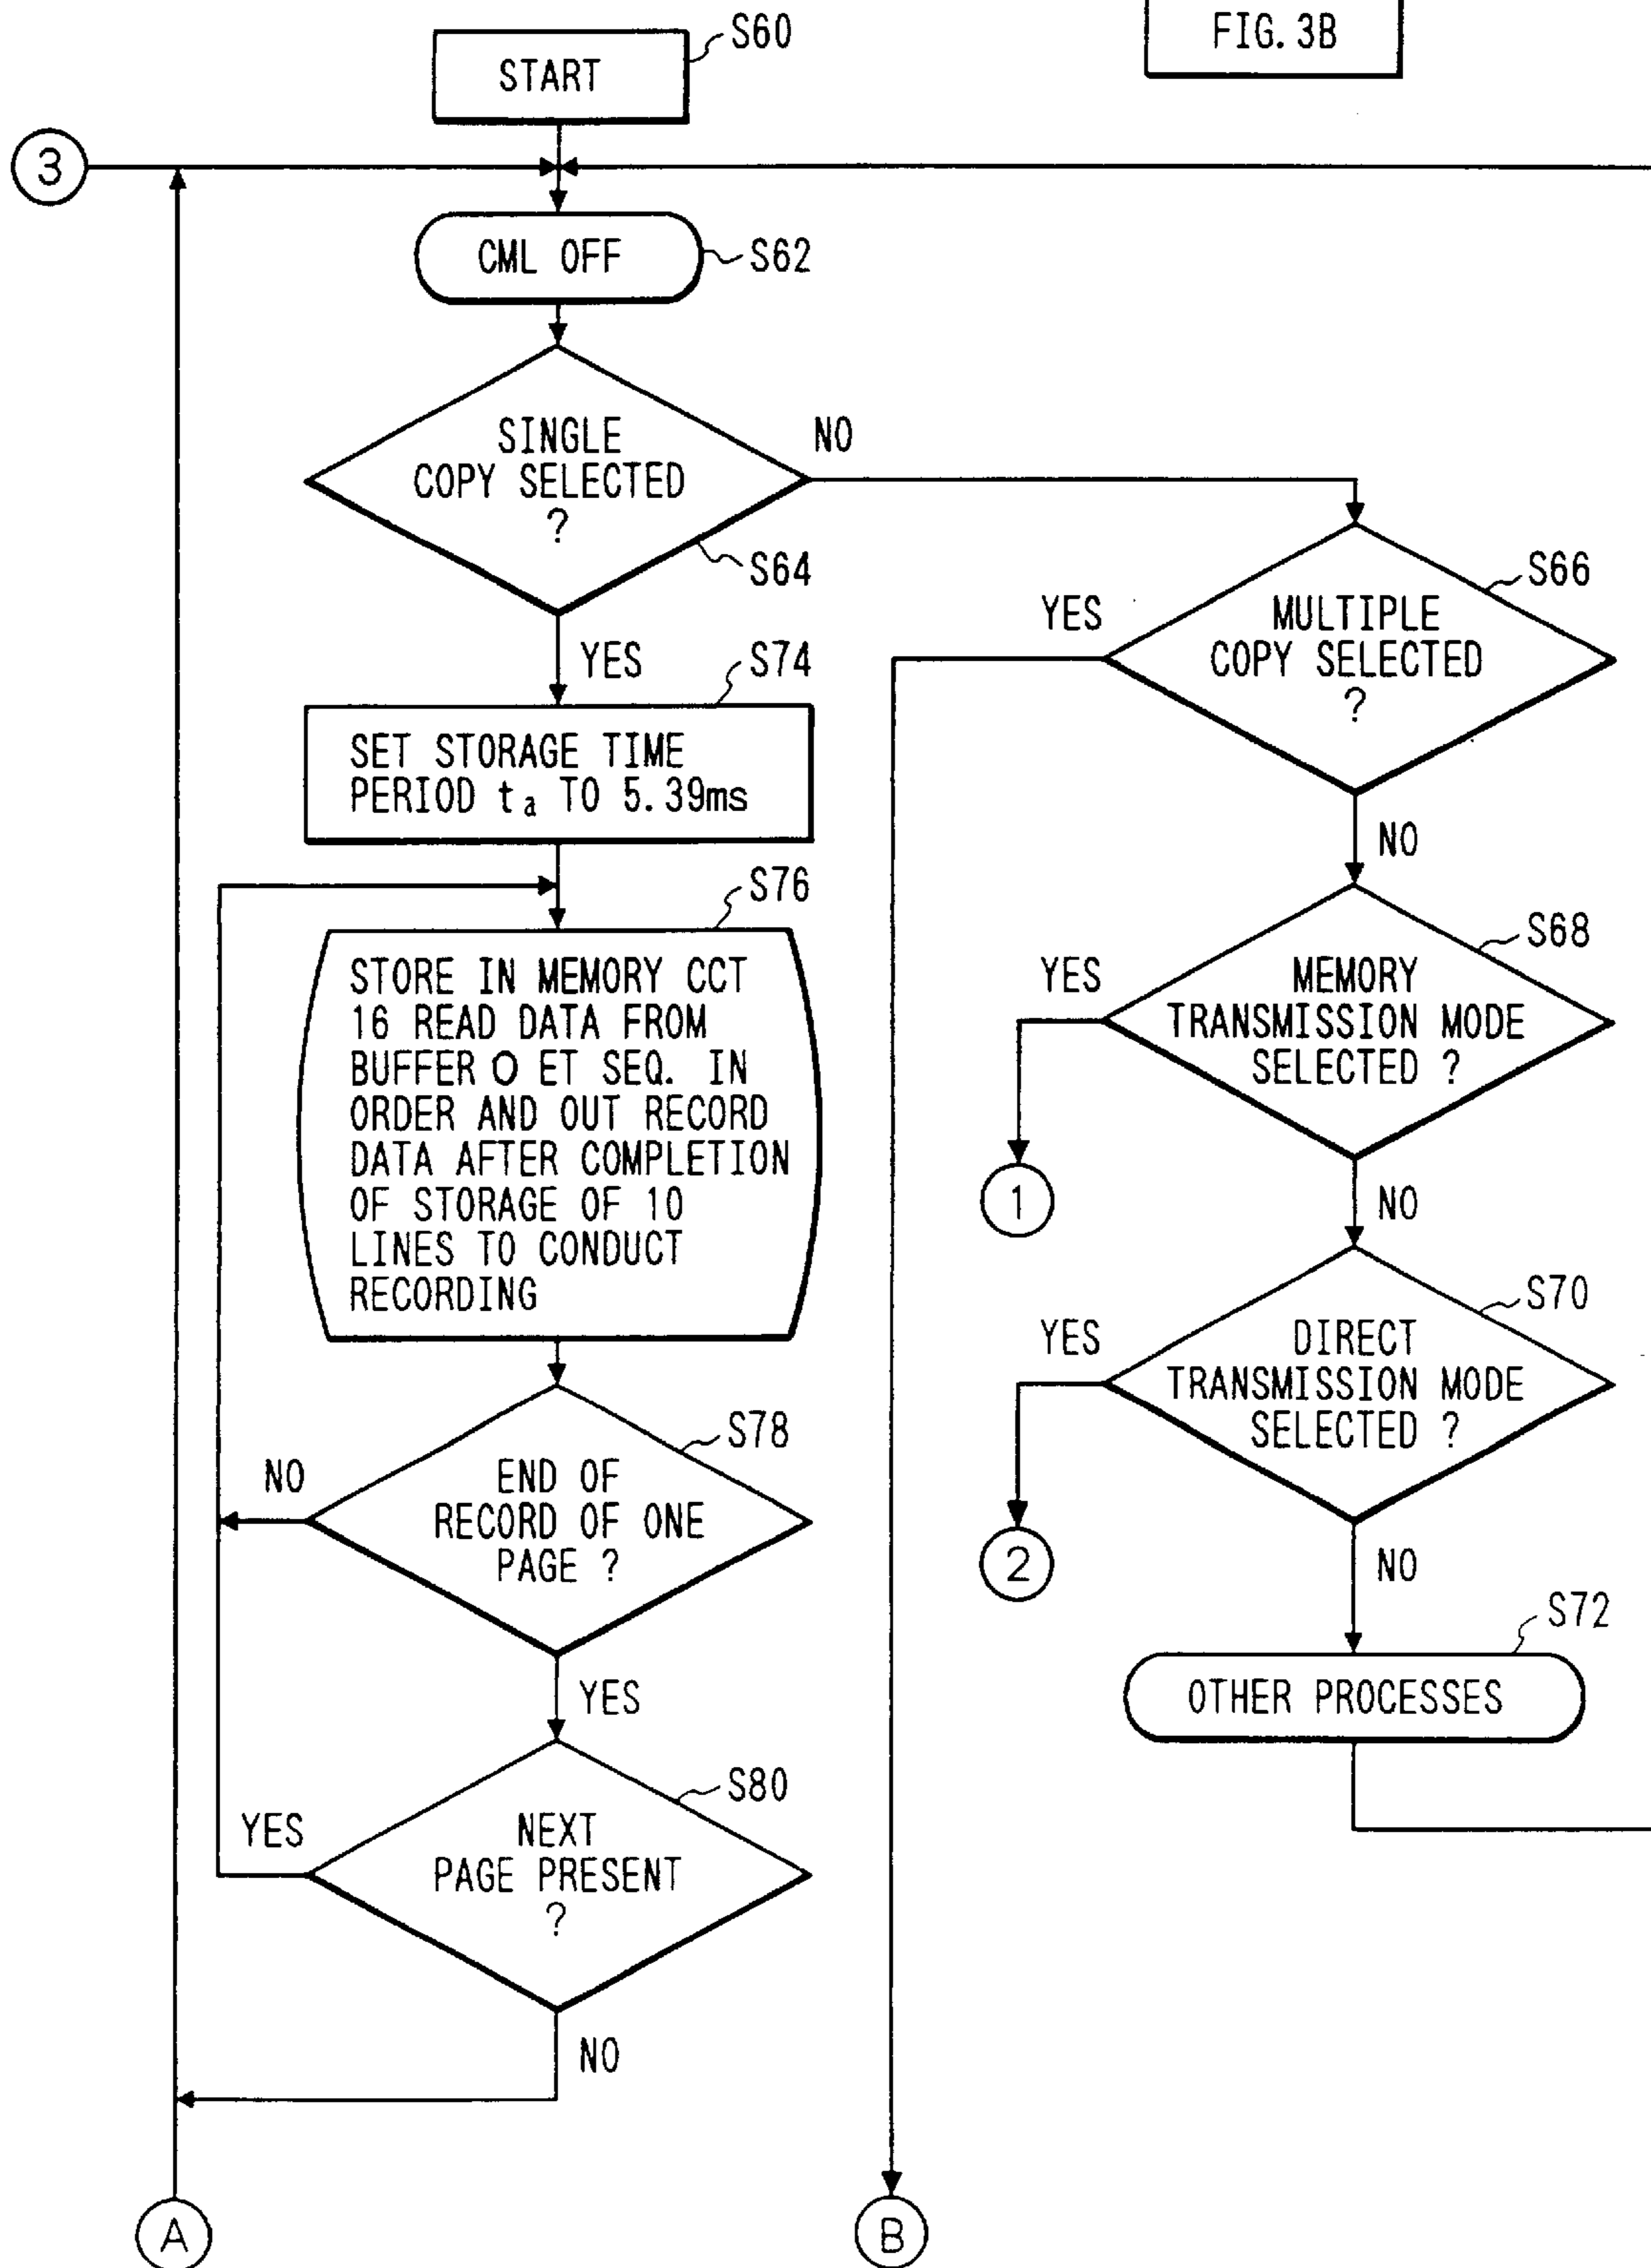 FIG. 3B
START
S60
3
CML OFF
S62
SINGLE
COPY SELECTED
?
NO
S64
YES
S66
YES
MULTIPLE
COPY SELECTED
?
NO
S74
SET STORAGE TIME
PERIOD ta TO 5.39ms
S76
STORE IN MEMORY CCT
16 READ DATA FROM
BUFFER O ET SEQ. IN
ORDER AND OUT RECORD
DATA AFTER COMPLETION
OF STORAGE OF 10
LINES TO CONDUCT
RECORDING
S68
YES
MEMORY
TRANSMISSION MODE
SELECTED ?
1
NO
S70
YES
DIRECT
TRANSMISSION MODE
SELECTED ?
2
NO
S78
NO
END OF
RECORD OF ONE
PAGE ?
YES
S72
OTHER PROCESSES
S80
YES
NEXT
PAGE PRESENT
?
NO
A
B